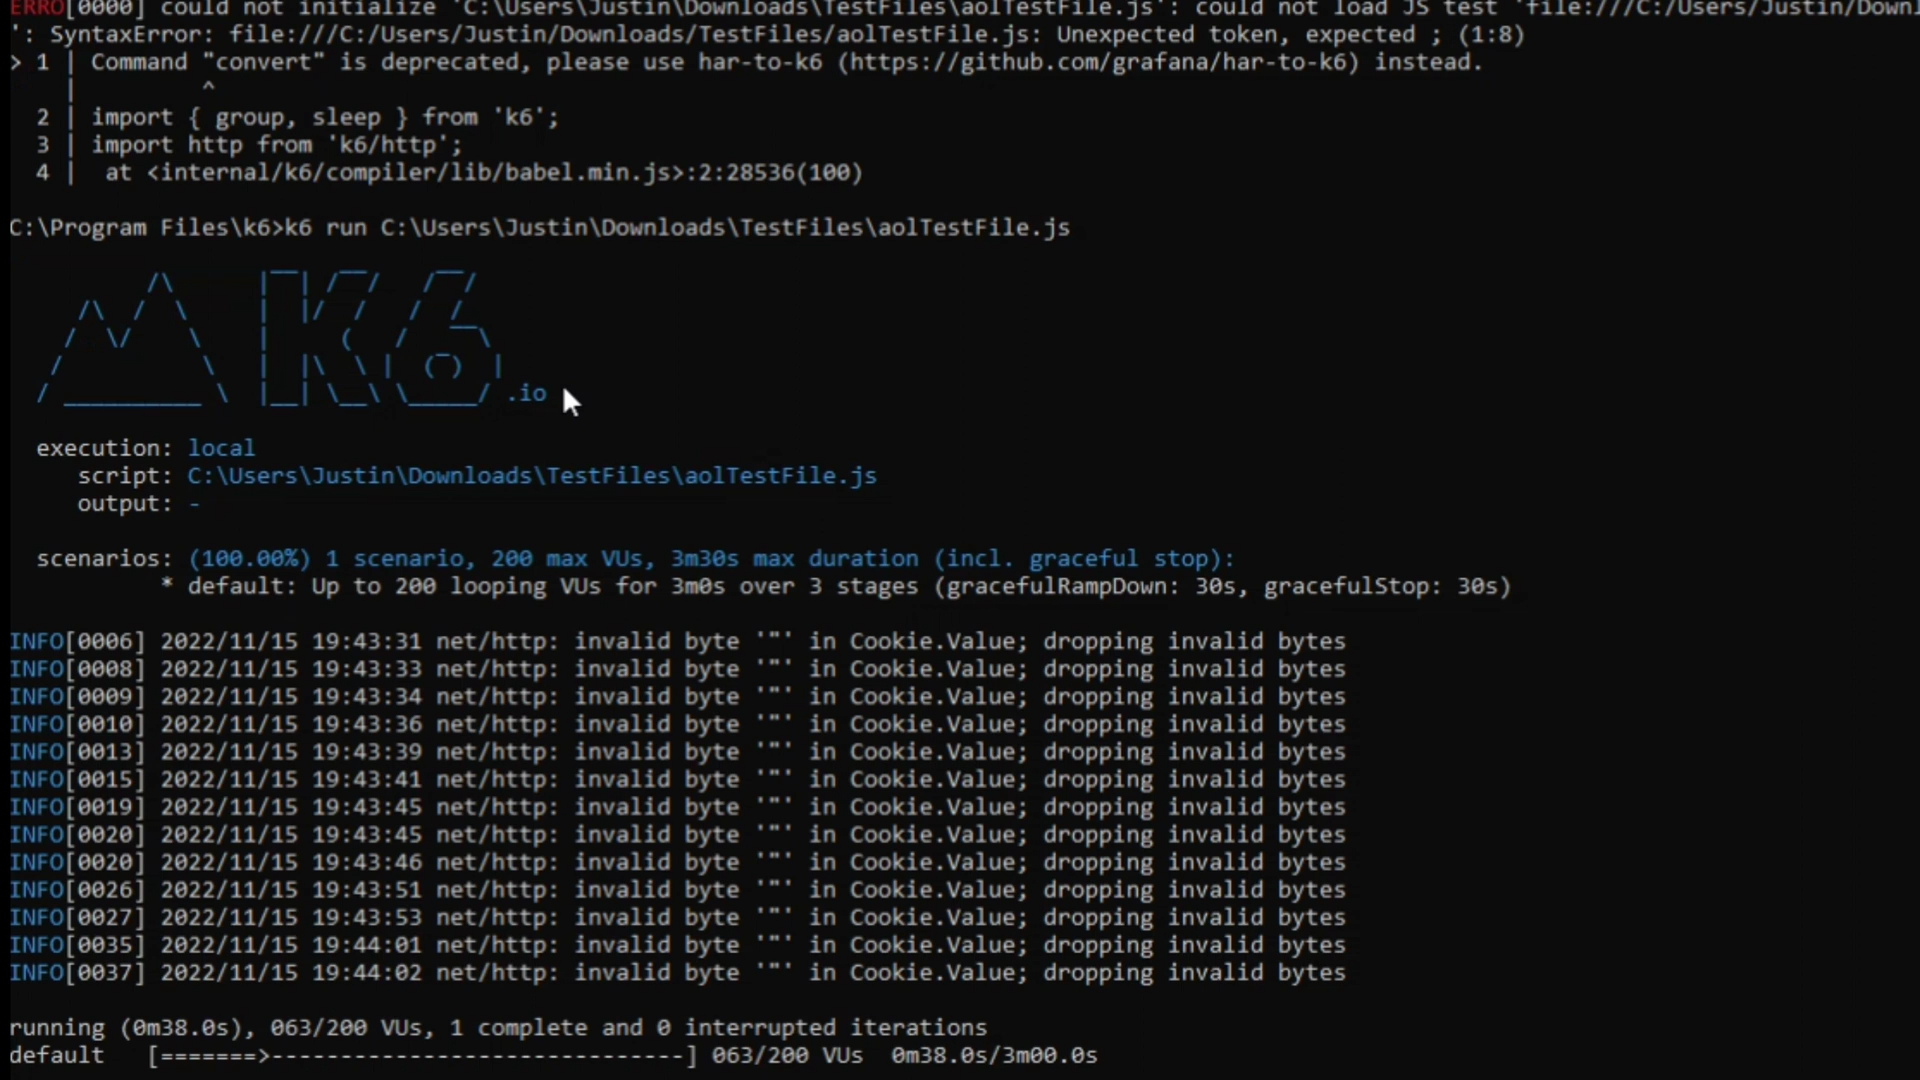 ERRO[0000] could not initialize 'C:\Users\Justin\Downloads\TestFiles\aolTestFile.js': could not load JS test 'file:///C:/Users/Justin/Downl
': SyntaxError: file:///C:/Users/Justin/Downloads/TestFiles/aolTestFile.js: Unexpected token, expected ; (1:8)
> 1 | Command "convert" is deprecated, please use har-to-k6 (https://github.com/grafana/har-to-k6) instead.
    |         ^
  2 | import { group, sleep } from 'k6';
  3 | import http from 'k6/http';
  4 |  at <internal/k6/compiler/lib/babel.min.js>:2:28536(100)
C:\Program Files\k6>k6 run C:\Users\Justin\Downloads\TestFiles\aolTestFile.js
K6
.io
execution: local
script: C:\Users\Justin\Downloads\TestFiles\aolTestFile.js
output: -
scenarios: (100.00%) 1 scenario, 200 max VUs, 3m30s max duration (incl. graceful stop):
* default: Up to 200 looping VUs for 3m0s over 3 stages (gracefulRampDown: 30s, gracefulStop: 30s)
INFO[0006] 2022/11/15 19:43:31 net/http: invalid byte '"' in Cookie.Value; dropping invalid bytes
INFO[0008] 2022/11/15 19:43:33 net/http: invalid byte '"' in Cookie.Value; dropping invalid bytes
INFO[0009] 2022/11/15 19:43:34 net/http: invalid byte '"' in Cookie.Value; dropping invalid bytes
INFO[0010] 2022/11/15 19:43:36 net/http: invalid byte '"' in Cookie.Value; dropping invalid bytes
INFO[0013] 2022/11/15 19:43:39 net/http: invalid byte '"' in Cookie.Value; dropping invalid bytes
INFO[0015] 2022/11/15 19:43:41 net/http: invalid byte '"' in Cookie.Value; dropping invalid bytes
INFO[0019] 2022/11/15 19:43:45 net/http: invalid byte '"' in Cookie.Value; dropping invalid bytes
INFO[0020] 2022/11/15 19:43:45 net/http: invalid byte '"' in Cookie.Value; dropping invalid bytes
INFO[0020] 2022/11/15 19:43:46 net/http: invalid byte '"' in Cookie.Value; dropping invalid bytes
INFO[0026] 2022/11/15 19:43:51 net/http: invalid byte '"' in Cookie.Value; dropping invalid bytes
INFO[0027] 2022/11/15 19:43:53 net/http: invalid byte '"' in Cookie.Value; dropping invalid bytes
INFO[0035] 2022/11/15 19:44:01 net/http: invalid byte '"' in Cookie.Value; dropping invalid bytes
INFO[0037] 2022/11/15 19:44:02 net/http: invalid byte '"' in Cookie.Value; dropping invalid bytes
running (0m38.0s), 063/200 VUs, 1 complete and 0 interrupted iterations
default   [=======>------------------------------] 063/200 VUs  0m38.0s/3m00.0s